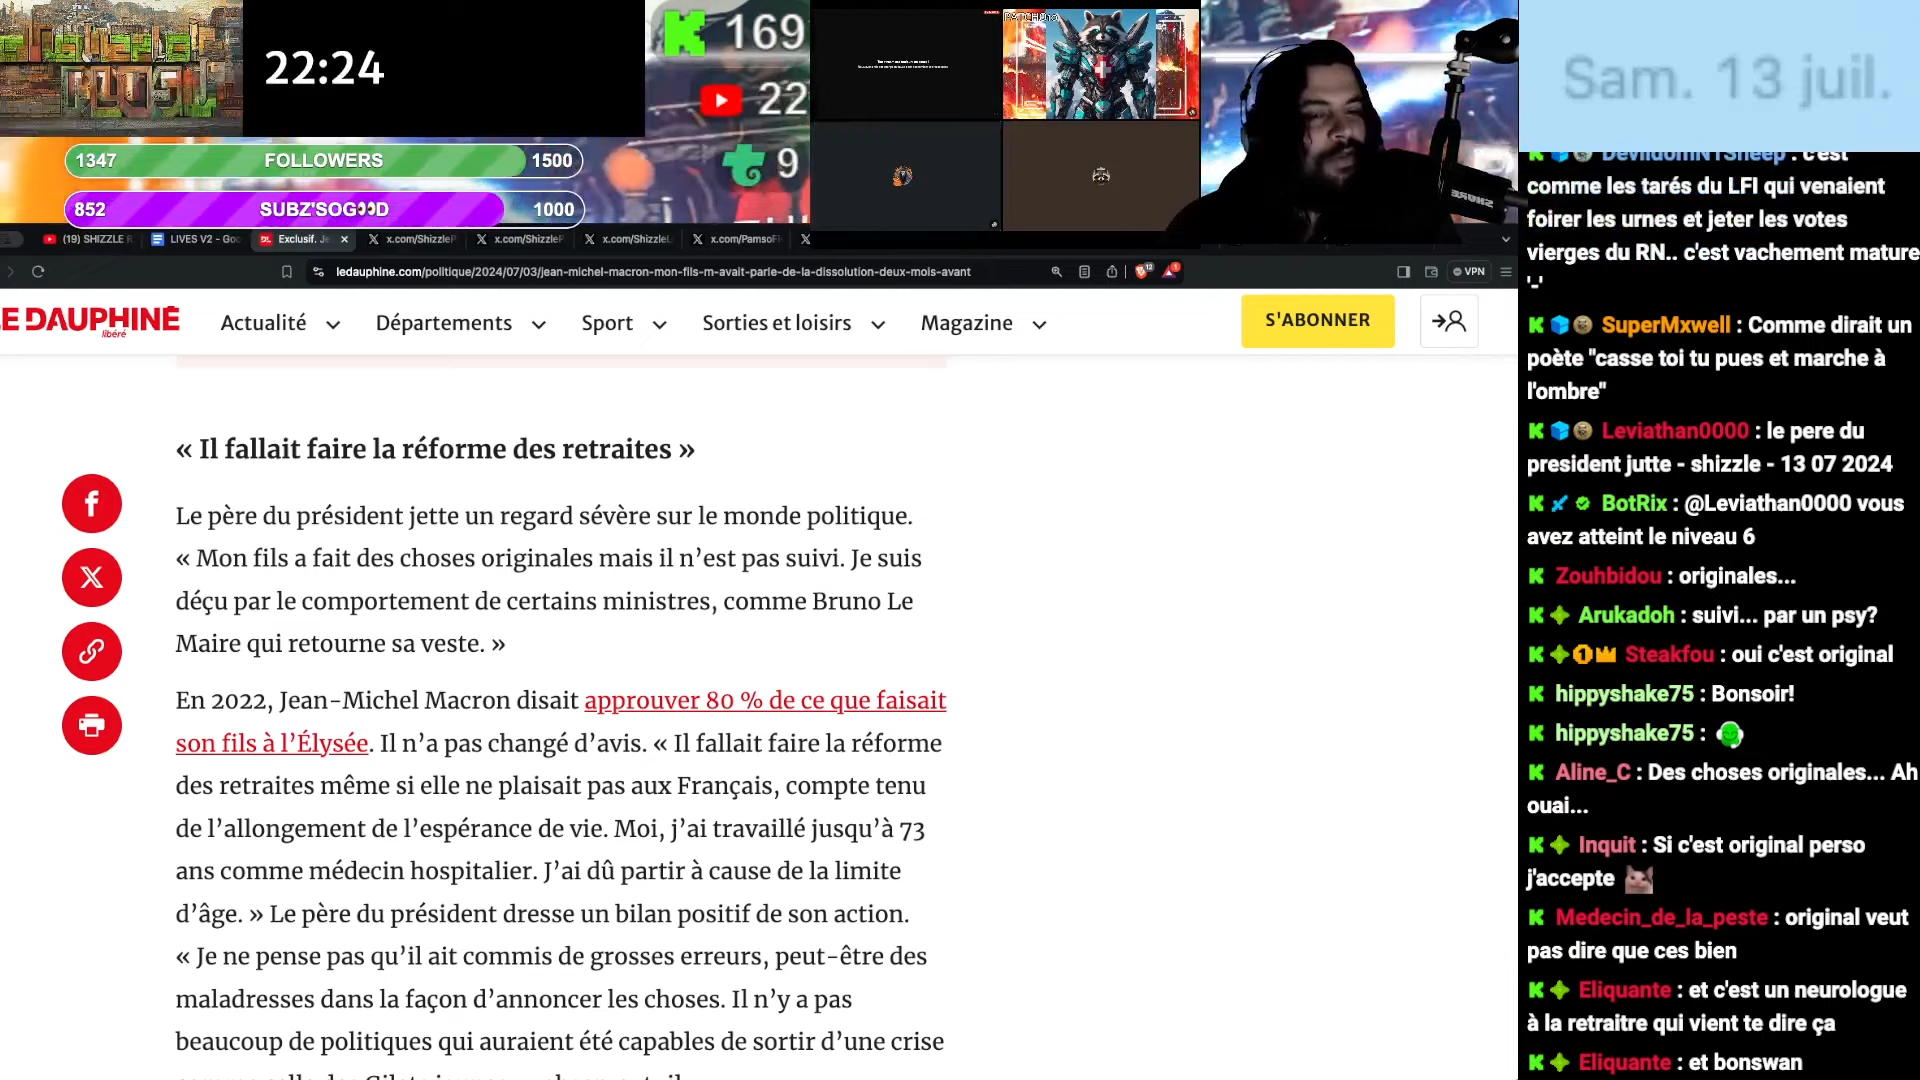 22:24
169
22
9
1347 FOLLOWERS 1500
852 SUBZ'SOG👀D 1000
Sam. 13 juil.
(19) SHIZZLE
LIVES V2 - Goo
Exclusif. Je
x.com/ShizzleF
x.com/ShizzleF
x.com/ShizzleL
x.com/PamsoFl
ledauphine.com/politique/2024/07/03/jean-michel-macron-mon-fils-m-avait-parle-de-la-dissolution-deux-mois-avant
VPN
LE DAUPHINÉ
libéré
Actualité
Départements
Sport
Sorties et loisirs
Magazine
S'ABONNER
« Il fallait faire la réforme des retraites »
Le père du président jette un regard sévère sur le monde politique.
« Mon fils a fait des choses originales mais il n’est pas suivi. Je suis
déçu par le comportement de certains ministres, comme Bruno Le
Maire qui retourne sa veste. »
En 2022, Jean-Michel Macron disait approuver 80 % de ce que faisait
son fils à l’Élysée. Il n’a pas changé d’avis. « Il fallait faire la réforme
des retraites même si elle ne plaisait pas aux Français, compte tenu
de l’allongement de l’espérance de vie. Moi, j’ai travaillé jusqu’à 73
ans comme médecin hospitalier. J’ai dû partir à cause de la limite
d’âge. » Le père du président dresse un bilan positif de son action.
« Je ne pense pas qu’il ait commis de grosses erreurs, peut-être des
maladresses dans la façon d’annoncer les choses. Il n’y a pas
beaucoup de politiques qui auraient été capables de sortir d’une crise
DevildomNTSheep : c'est
comme les tarés du LFI qui venaient
foirer les urnes et jeter les votes
vierges du RN.. c'est vachement mature
'-'
SuperMxwell : Comme dirait un
poète "casse toi tu pues et marche à
l'ombre"
Leviathan0000 : le pere du
president jutte - shizzle - 13 07 2024
BotRix : @Leviathan0000 vous
avez atteint le niveau 6
Zouhbidou : originales...
Arukadoh : suivi... par un psy?
Steakfou : oui c'est original
hippyshake75 : Bonsoir!
hippyshake75 :
Aline_C : Des choses originales... Ah
ouai...
Inquit : Si c'est original perso
j'accepte
Medecin_de_la_peste : original veut
pas dire que ces bien
Eliquante : et c'est un neurologue
à la retraitre qui vient te dire ça
Eliquante : et bonswan